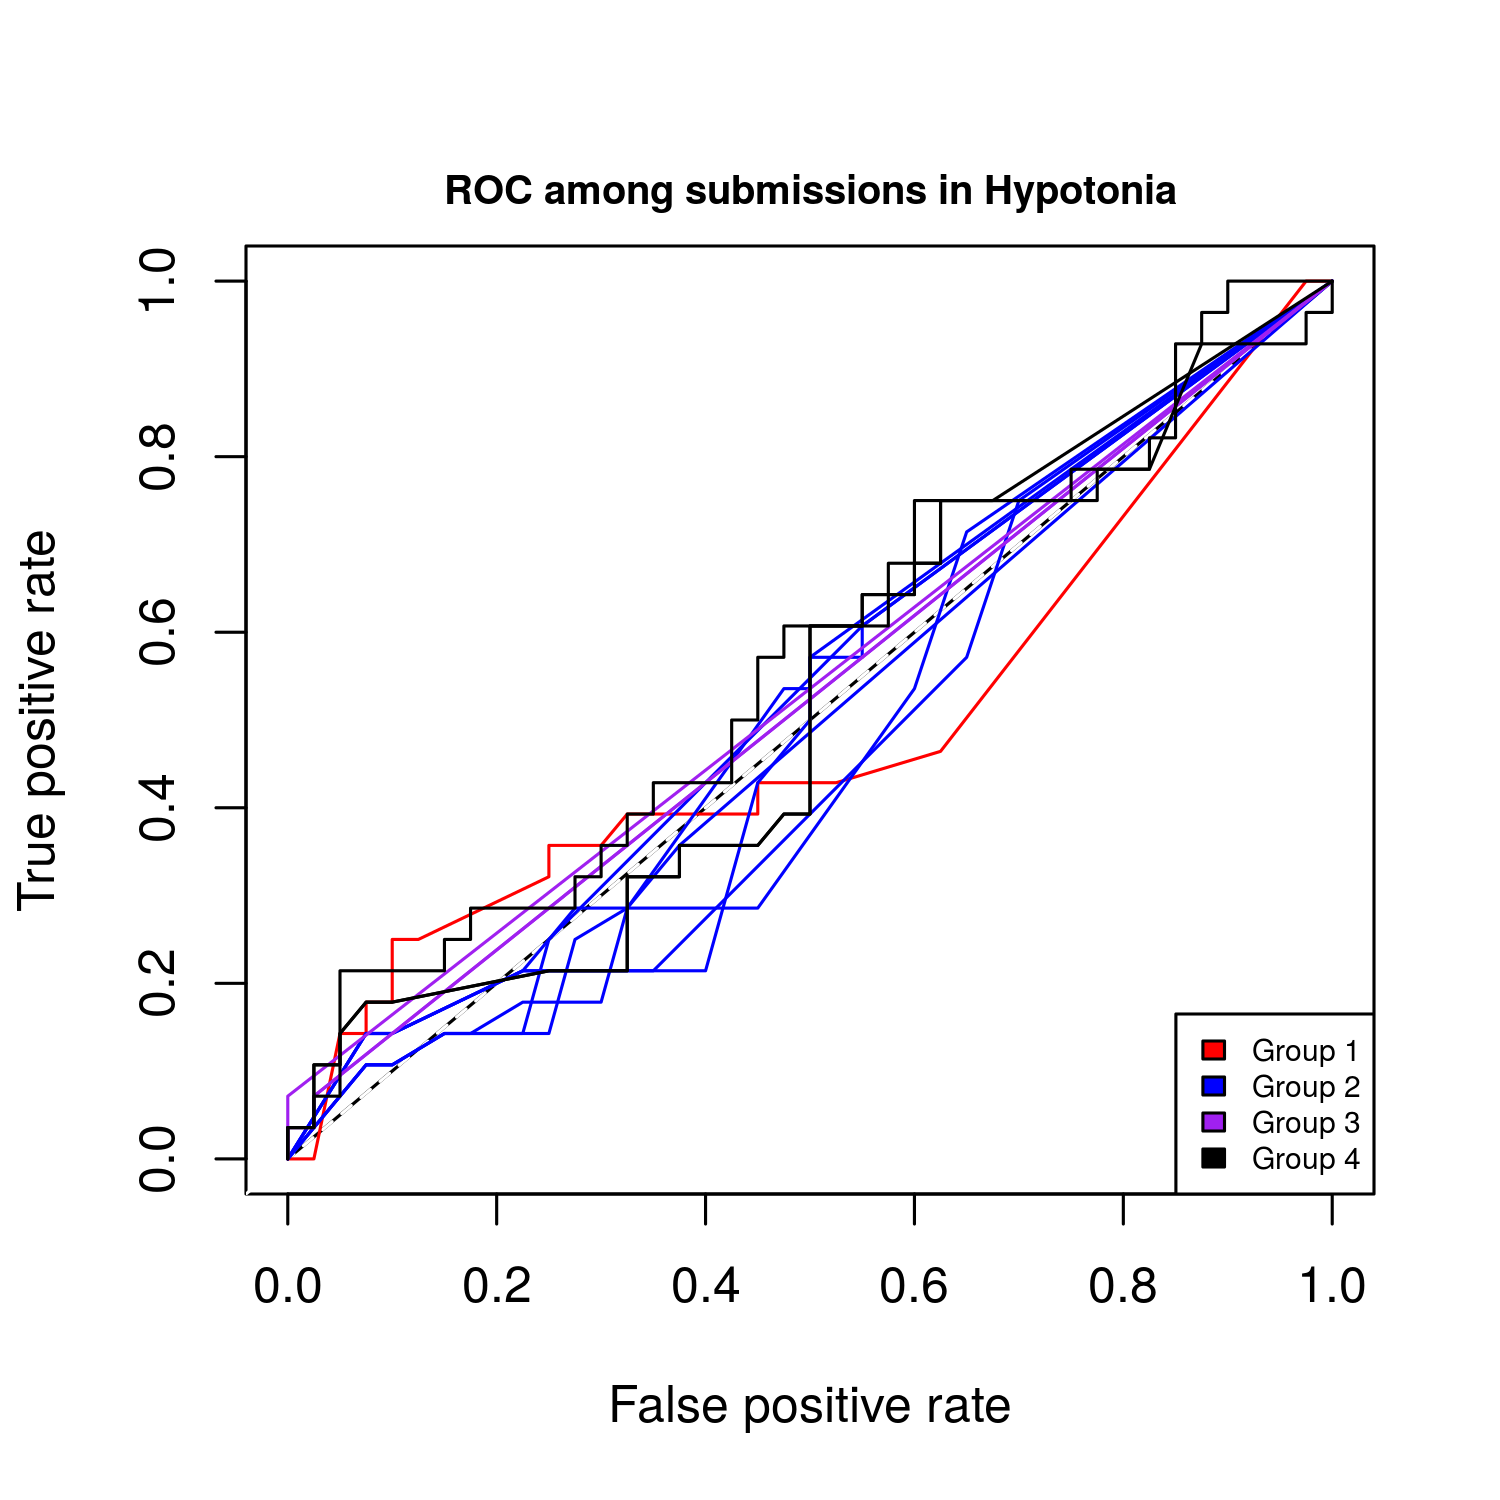 ROC among submissions in Hypotonia
True positive rate
1.0
0.8
0.6
0.4
0.2
0.0
Group 1
Group 2
Group 3
Group 4
0.0 0.2 0.4 0.6 0.8 1.0
False positive rate